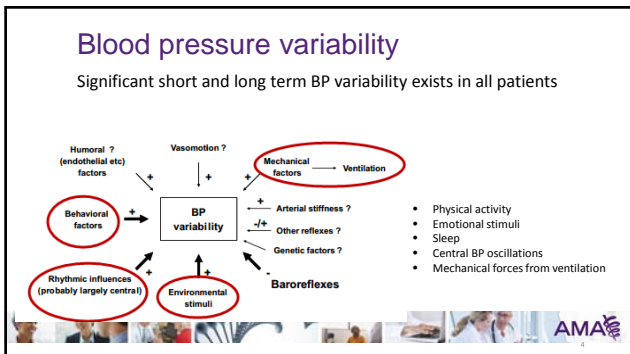 Blood pressure variability
Significant short and long term BP variability exists in all patients
Humoral ?
(endothelial etc)
factors
+
Vasomotion ?
+
Mechanical
factors
Ventilation
+
Behavioral
factors
+
BP
variability
+
Arterial stiffness ?
-/+
Other reflexes ?
Genetic factors ?
Rhythmic influences
(probably largely central)
+
Environmental
stimuli
+
-
Baroreflexes
• Physical activity
• Emotional stimuli
• Sleep
• Central BP oscillations
• Mechanical forces from ventilation
AMA
4